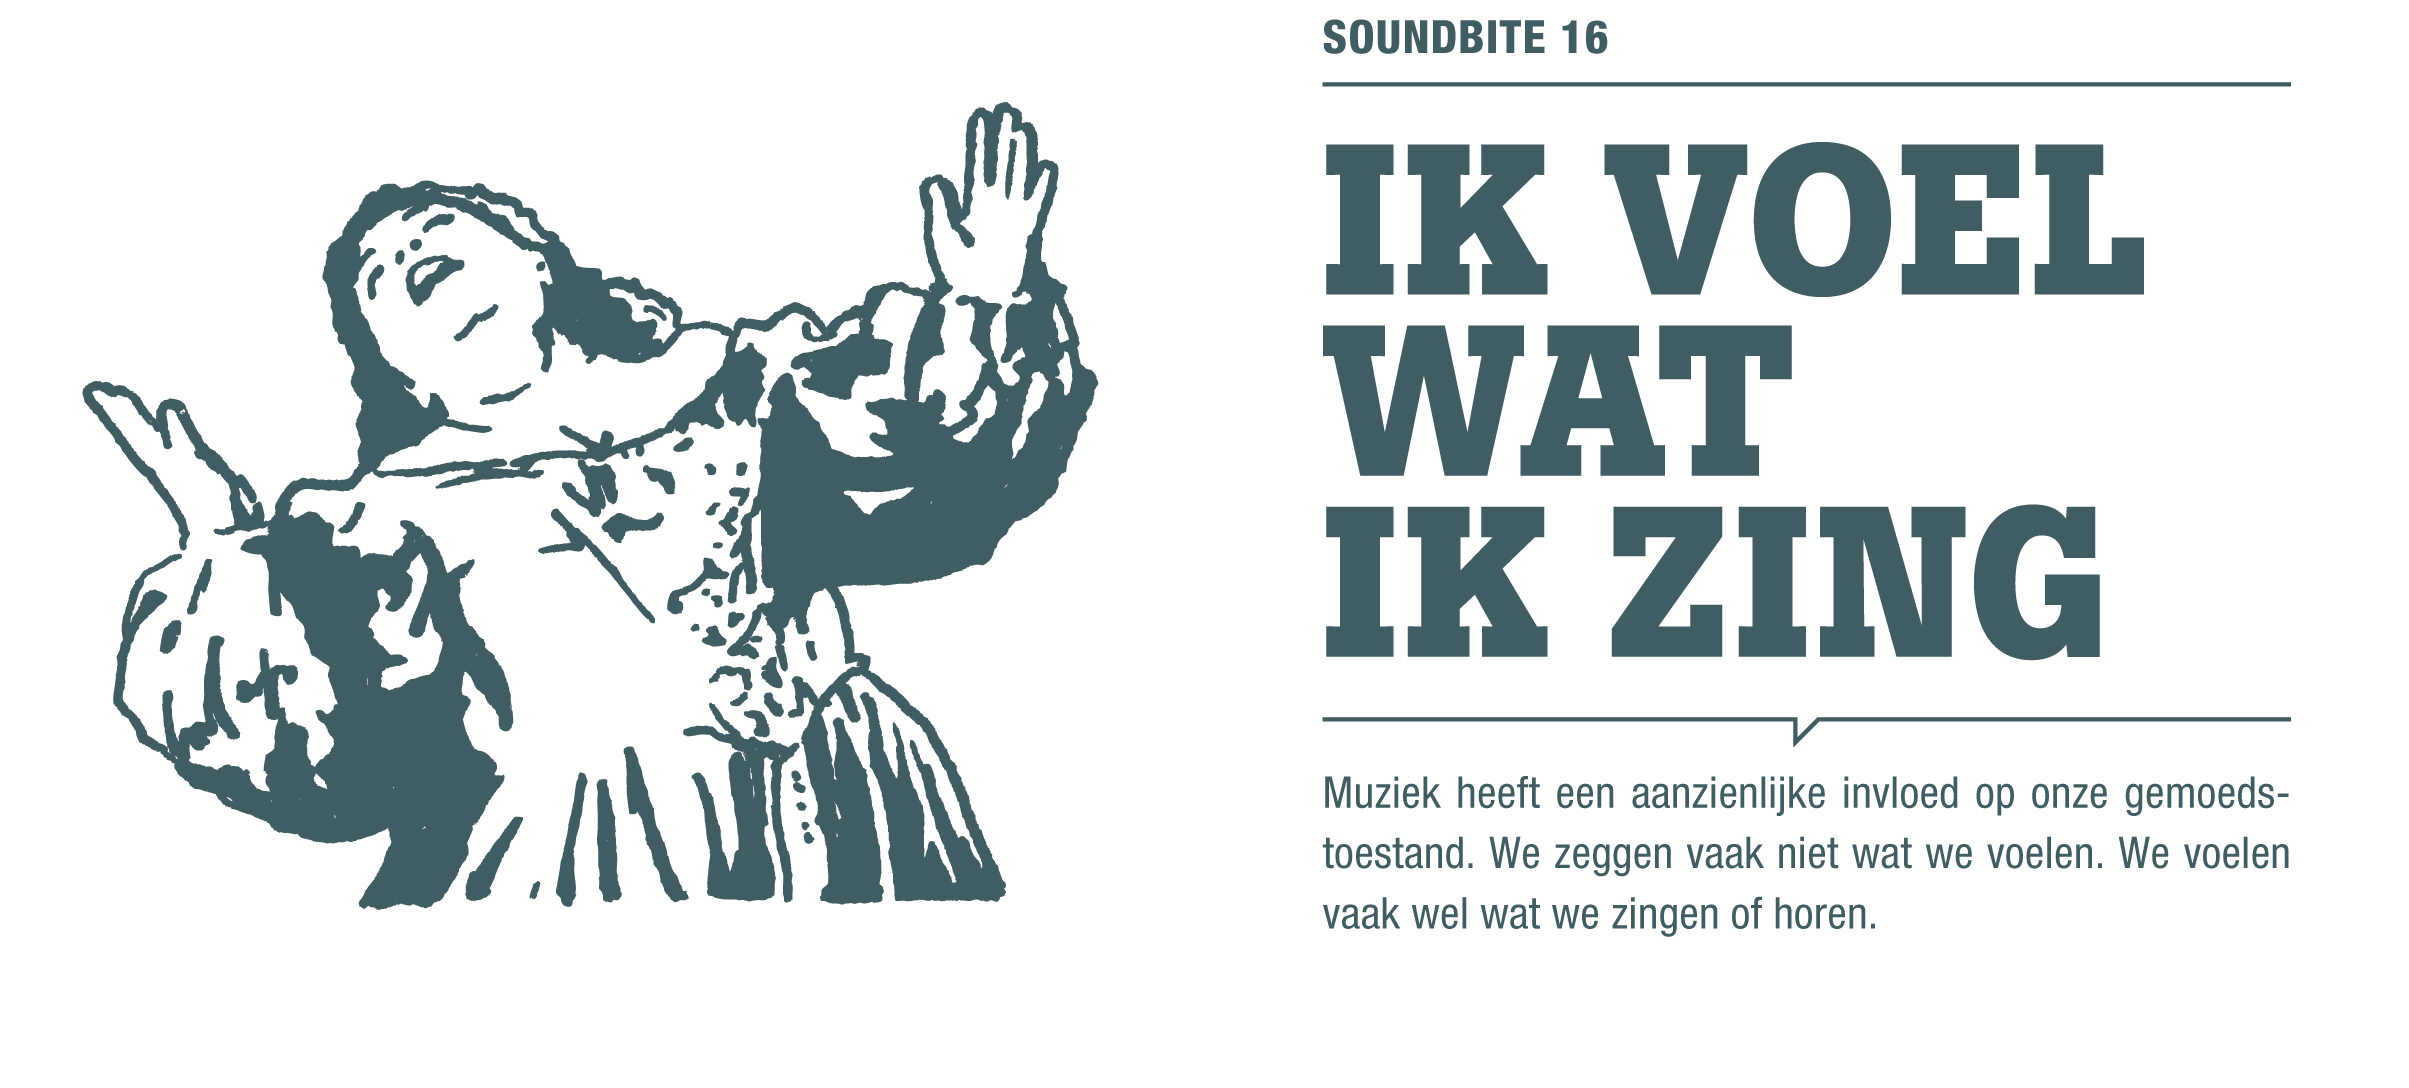 SOUNDBITE 16
IK VOEL
WAT
IK ZING
Muziek heeft een aanzienlijke invloed op onze gemoeds-
toestand. We zeggen vaak niet wat we voelen. We voelen
vaak wel wat we zingen of horen.